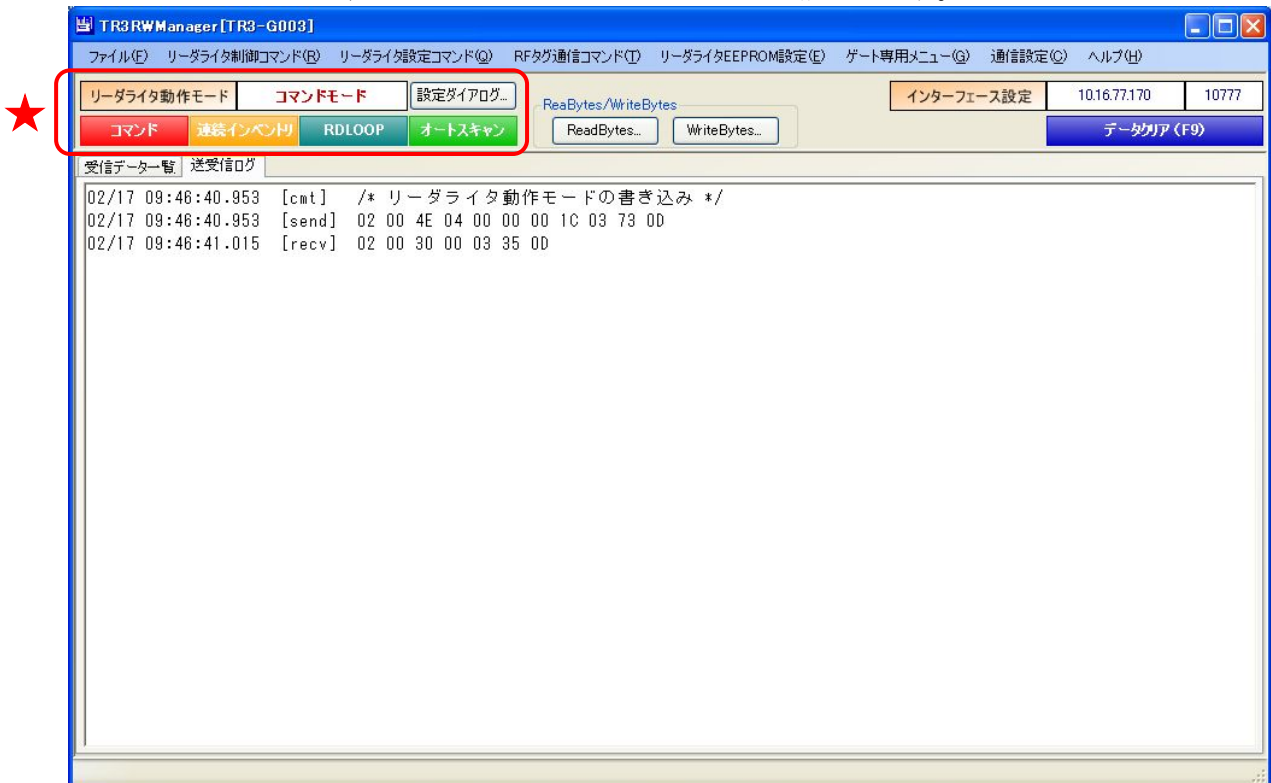 TR3RWManager[TR3-G003]
ファイル(F) リーダライタ制御コマンド(R) リーダライタ設定コマンド(Q) RFタグ通信コマンド(T) リーダライタEEPROM設定(E) ゲート専用メニュー(G) 通信設定(C) ヘルプ(H)
リーダライタ動作モード コマンドモード 設定ダイアログ... ReaBytes/WriteBytes インターフェース設定 10.16.77.170 10777
コマンド 連続インベントリ RDLOOP オートスキャン ReadBytes... WriteBytes... データクリア (F9)
受信データ一覧 送受信ログ
02/17 09:46:40.953 [cmt] /* リーダライタ動作モードの書き込み */
02/17 09:46:40.953 [send] 02 00 4E 04 00 00 00 1C 03 73 0D
02/17 09:46:41.015 [recv] 02 00 30 00 03 35 0D